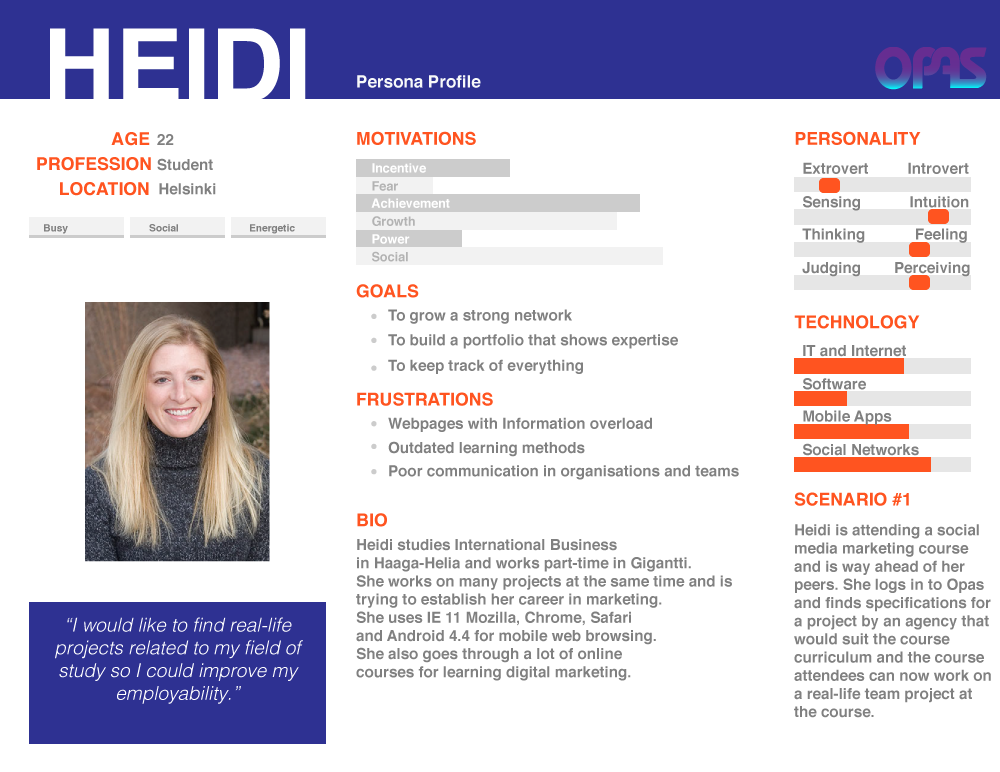 HEIDI
Persona Profile
OPAS
AGE 22
PROFESSION Student
LOCATION Helsinki
Busy
Social
Energetic
“I would like to find real-life
projects related to my field of
study so I could improve my
employability.”
MOTIVATIONS
Incentive
Fear
Achievement
Growth
Power
Social
GOALS
To grow a strong network
To build a portfolio that shows expertise
To keep track of everything
FRUSTRATIONS
Webpages with Information overload
Outdated learning methods
Poor communication in organisations and teams
BIO
Heidi studies International Business
in Haaga-Helia and works part-time in Gigantti.
She works on many projects at the same time and is
trying to establish her career in marketing.
She uses IE 11 Mozilla, Chrome, Safari
and Android 4.4 for mobile web browsing.
She also goes through a lot of online
courses for learning digital marketing.
PERSONALITY
Extrovert Introvert
Sensing Intuition
Thinking Feeling
Judging Perceiving
TECHNOLOGY
IT and Internet
Software
Mobile Apps
Social Networks
SCENARIO #1
Heidi is attending a social
media marketing course
and is way ahead of her
peers. She logs in to Opas
and finds specifications for
a project by an agency that
would suit the course
curriculum and the course
attendees can now work on
a real-life team project at
the course.